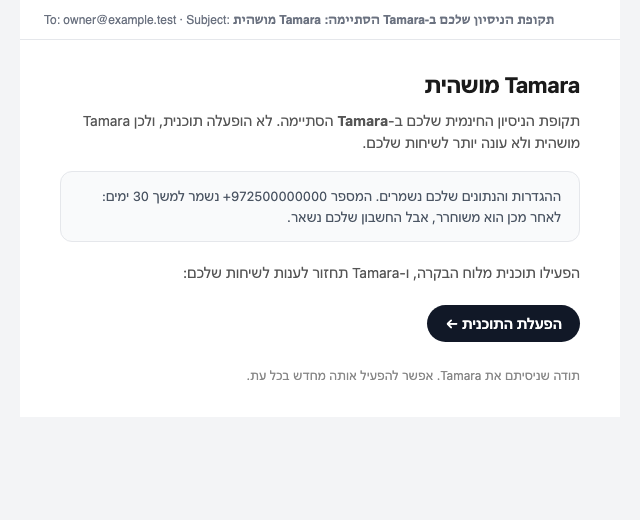 To: owner@example.test · Subject: תקופת הניסיון שלכם ב-Tamara הסתיימה: Tamara מושהית
Tamara מושהית
תקופת הניסיון החינמית שלכם ב-Tamara הסתיימה. לא הופעלה תוכנית, ולכן Tamara
מושהית ולא עונה יותר לשיחות שלכם.
ההגדרות והנתונים שלכם נשמרים. המספר 972500000000+ נשמר למשך 30 ימים:
לאחר מכן הוא משוחרר, אבל החשבון שלכם נשאר.
הפעילו תוכנית מלוח הבקרה, ו-Tamara תחזור לענות לשיחות שלכם:
הפעלת התוכנית ←
תודה שניסיתם את Tamara. אפשר להפעיל אותה מחדש בכל עת.